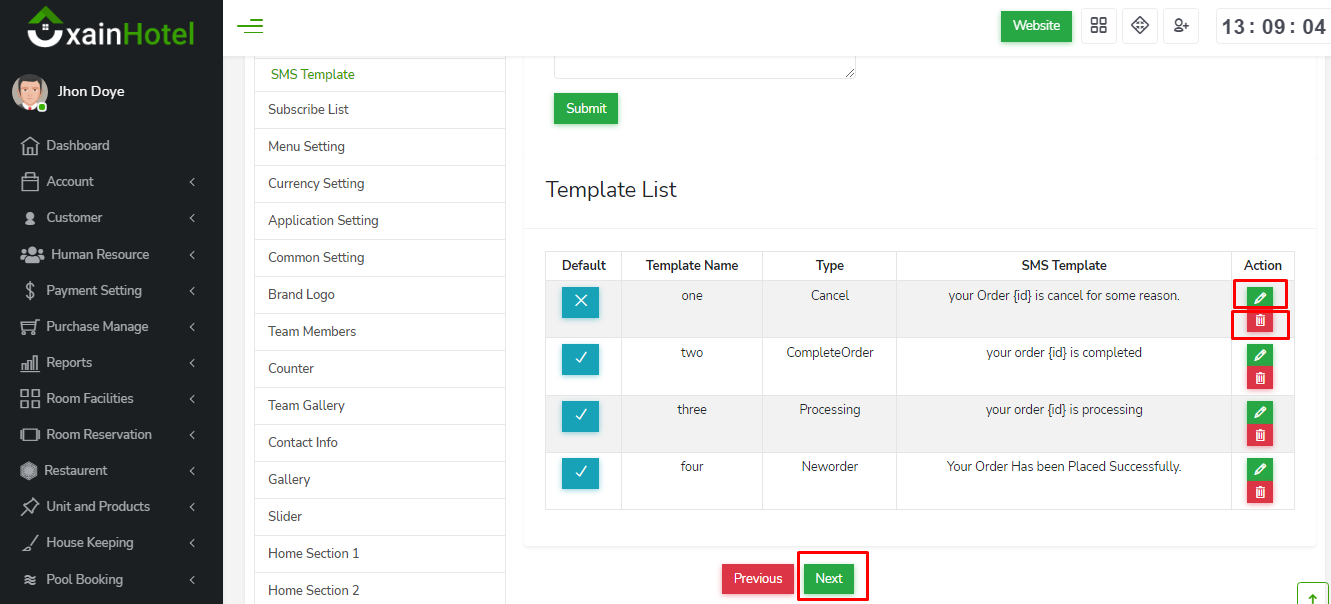 xainHotel
Website
13 : 09 : 04
Jhon Doye
Dashboard
Account
Customer
Human Resource
Payment Setting
Purchase Manage
Reports
Room Facilities
Room Reservation
Restaurent
Unit and Products
House Keeping
Pool Booking
SMS Template
Subscribe List
Menu Setting
Currency Setting
Application Setting
Common Setting
Brand Logo
Team Members
Counter
Team Gallery
Contact Info
Gallery
Slider
Home Section 1
Home Section 2
Submit
Template List
Default Template Name Type SMS Template Action
one Cancel your Order {id} is cancel for some reason.
two CompleteOrder your order {id} is completed
three Processing your order {id} is processing
four Neworder Your Order Has been Placed Successfully.
Previous Next